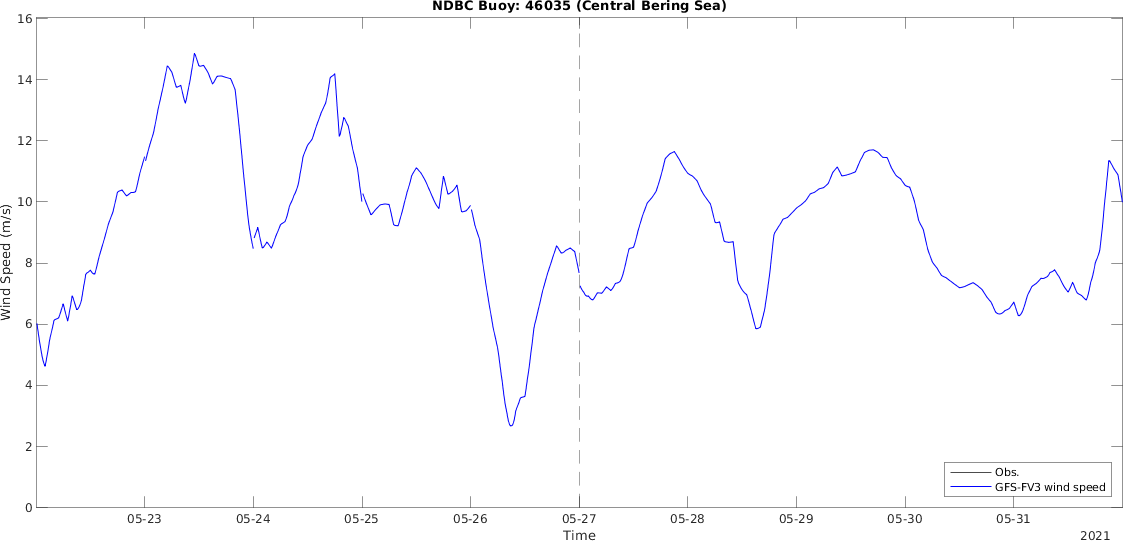 NDBC Buoy: 46035 (Central Bering Sea)
16
14
12
10
8
6
4
2
0
Wind Speed (m/s)
Obs.
GFS-FV3 wind speed
05-23 05-24 05-25 05-26 05-27 05-28 05-29 05-30 05-31
Time
2021